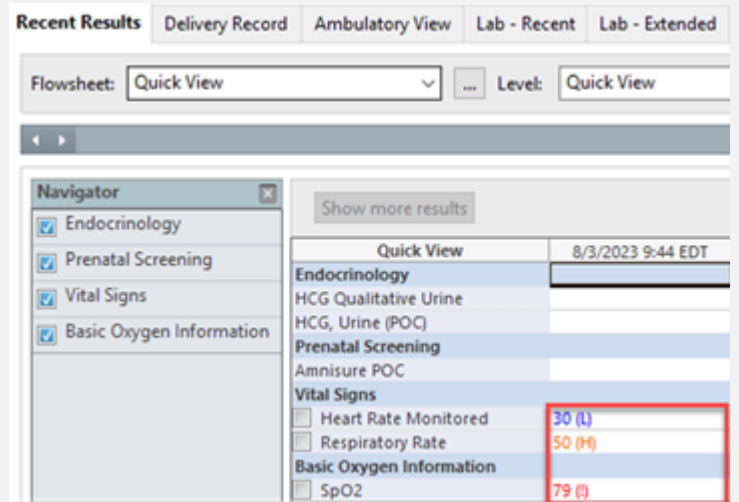 Recent Results Delivery Record Ambulatory View Lab - Recent Lab - Extended
Flowsheet: Quick View ... Level: Quick View
Navigator
Endocrinology
Prenatal Screening
Vital Signs
Basic Oxygen Information
Show more results
Quick View 8/3/2023 9:44 EDT
Endocrinology
HCG Qualitative Urine
HCG, Urine (POC)
Prenatal Screening
Amnisure POC
Vital Signs
Heart Rate Monitored 30 (L)
Respiratory Rate 50 (H)
Basic Oxygen Information
SpO2 79 (!)